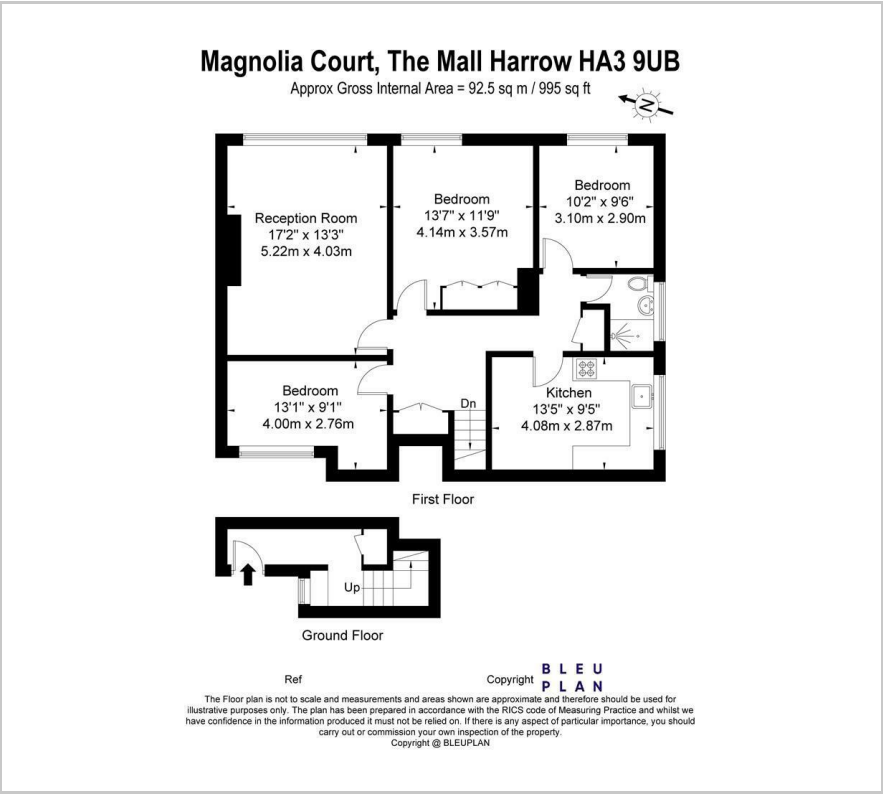 Magnolia Court, The Mall Harrow HA3 9UB
Approx Gross Internal Area = 92.5 sq m / 995 sq ft
N
Reception Room
17'2" x 13'3"
5.22m x 4.03m
Bedroom
13'7" x 11'9"
4.14m x 3.57m
Bedroom
10'2" x 9'6"
3.10m x 2.90m
Bedroom
13'1" x 9'1"
4.00m x 2.76m
Dn
Kitchen
13'5" x 9'5"
4.08m x 2.87m
First Floor
Up
Ground Floor
Ref
Copyright
BLEU
PLAN
The Floor plan is not to scale and measurements and areas shown are approximate and therefore should be used for
illustrative purposes only. The plan has been prepared in accordance with the RICS code of Measuring Practice and whilst we
have confidence in the information produced it must not be relied on. If there is any aspect of particular importance, you should
carry out or commission your own inspection of the property.
Copyright @ BLEUPLAN